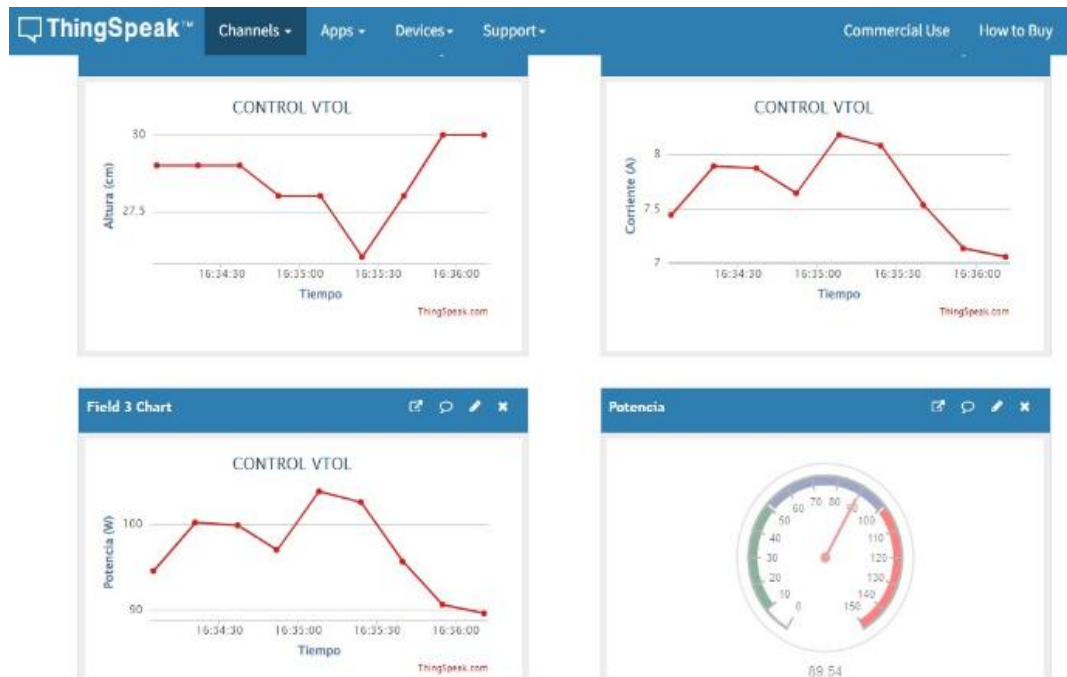 ThingSpeak™ Channels Apps Devices Support Commercial Use How to Buy
CONTROL VTOL
30
27.5
Altura (cm)
16:34:30 16:35:00 16:35:30 16:36:00
Tiempo
ThingSpeak.com
CONTROL VTOL
8
7.5
7
Corriente (A)
16:34:30 16:35:00 16:35:30 16:36:00
Tiempo
ThingSpeak.com
Field 3 Chart
CONTROL VTOL
100
90
Potencia (W)
16:34:30 16:35:00 16:35:30 16:36:00
Tiempo
ThingSpeak.com
Potencia
0
10
20
30
40
50
60
70
80
90
100
110
120
130
140
150
89.54